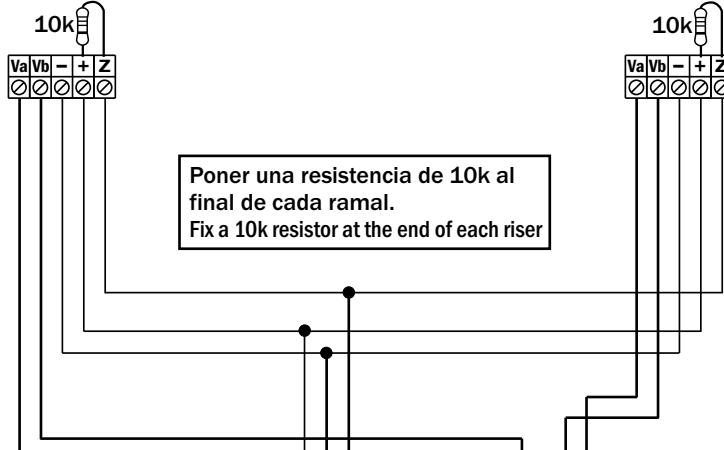 10k
10k
Va Vb – + Z
Va Vb – + Z
Poner una resistencia de 10k al
final de cada ramal.
Fix a 10k resistor at the end of each riser